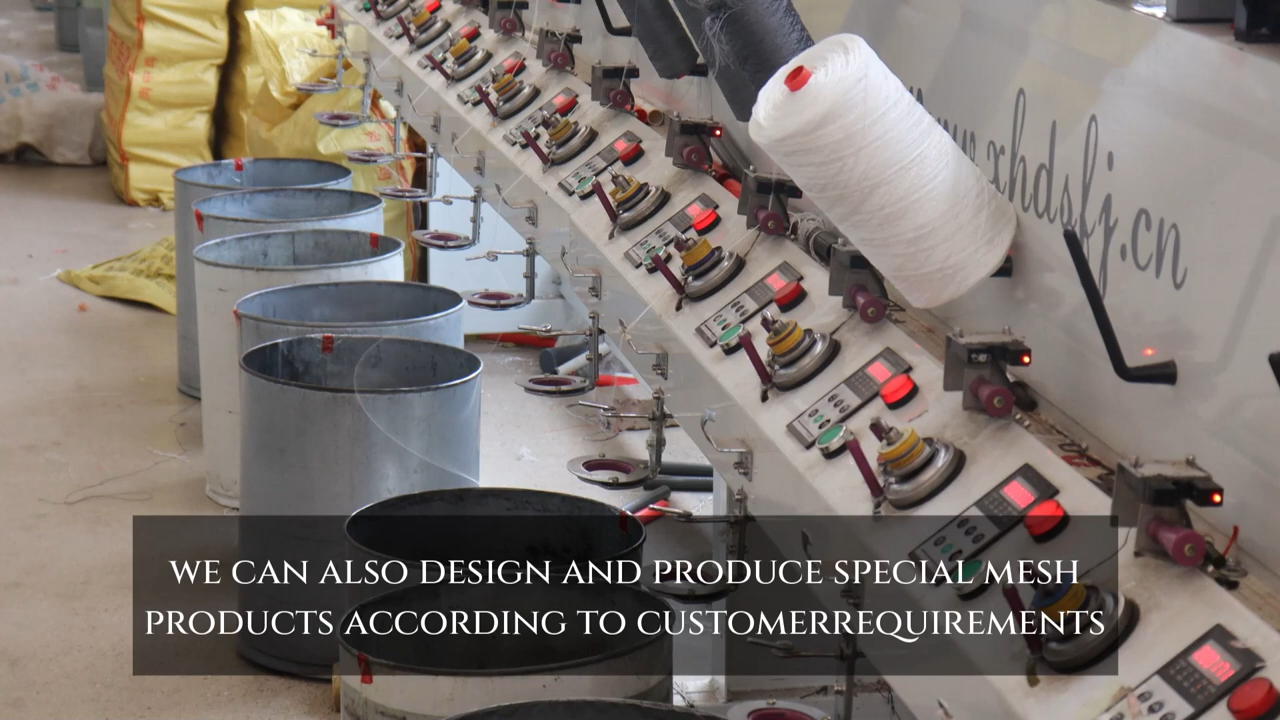 www.xhdsfj.cn
WE CAN ALSO DESIGN AND PRODUCE SPECIAL MESH
PRODUCTS ACCORDING TO CUSTOMERREQUIREMENTS